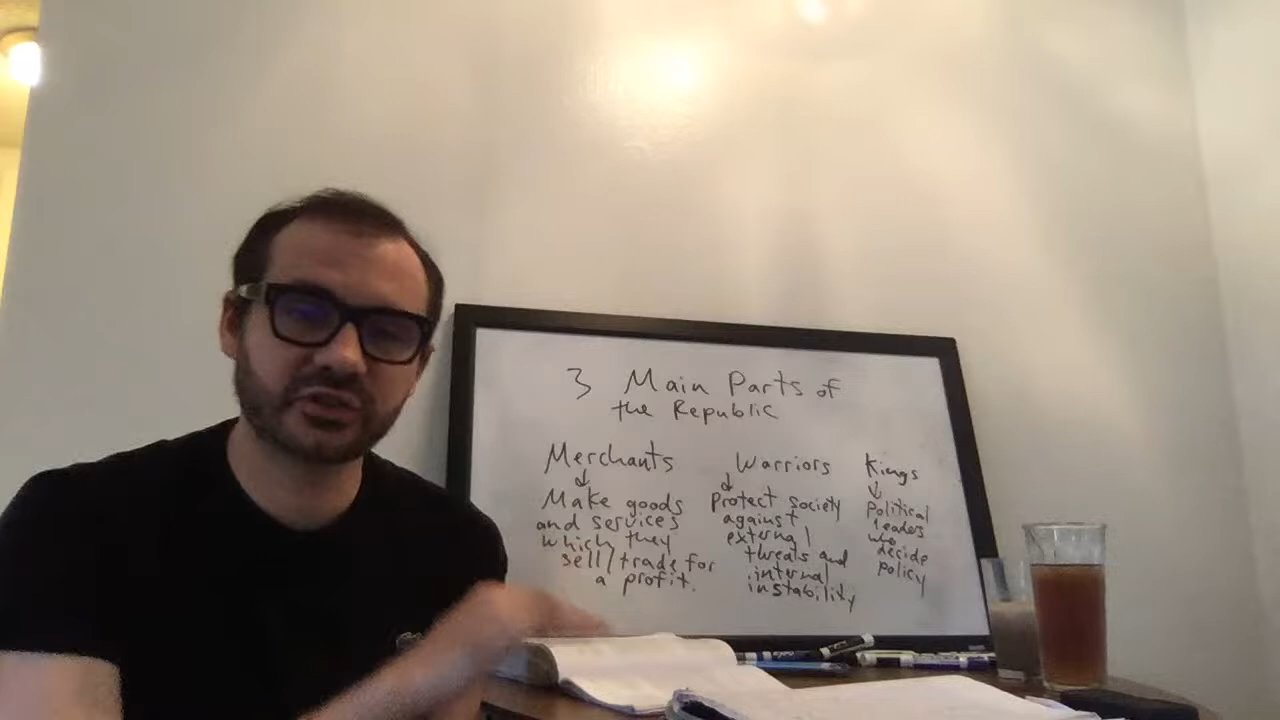 3 Main Parts of
the Republic
Merchants
Make goods
and services
which they
sell/trade for
a profit.
Warriors
Protect society
against
external
threats and
internal
instability
Kings
Political
leaders
who
decide
policy